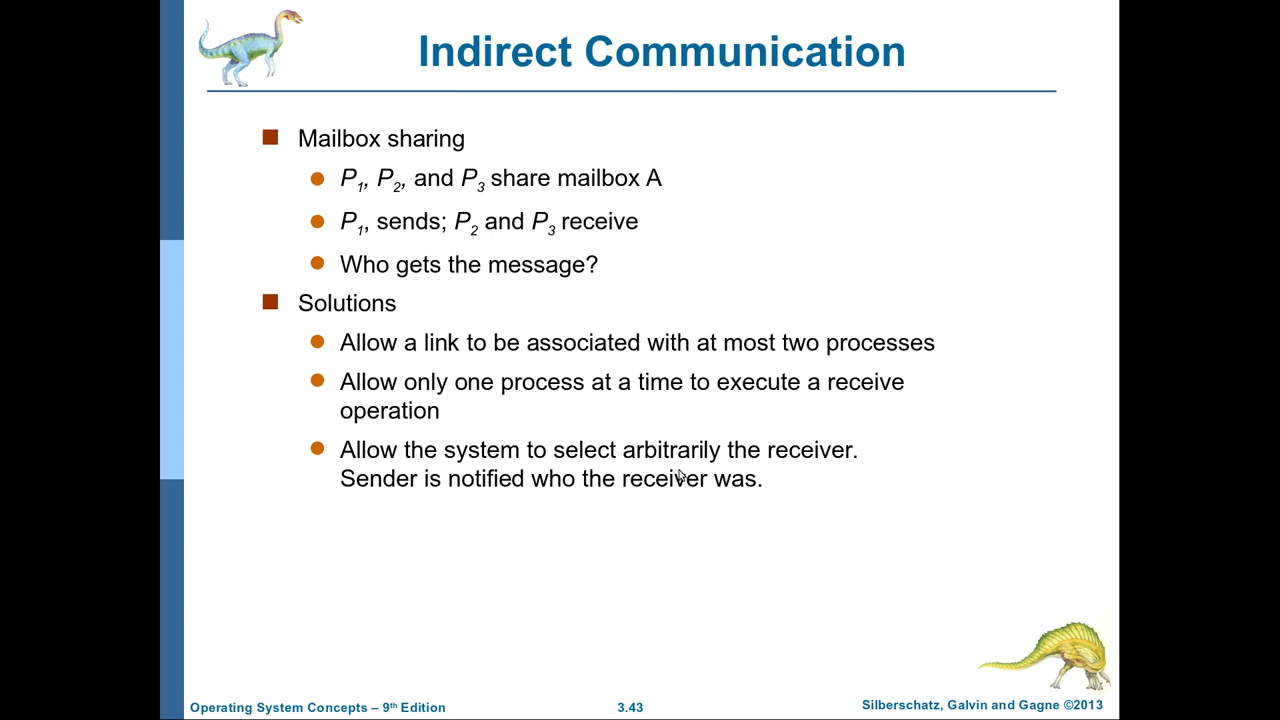 Indirect Communication
Mailbox sharing
P1, P2, and P3 share mailbox A
P1, sends; P2 and P3 receive
Who gets the message?
Solutions
Allow a link to be associated with at most two processes
Allow only one process at a time to execute a receive
operation
Allow the system to select arbitrarily the receiver.
Sender is notified who the receiver was.
Operating System Concepts – 9th Edition
3.43
Silberschatz, Galvin and Gagne ©2013